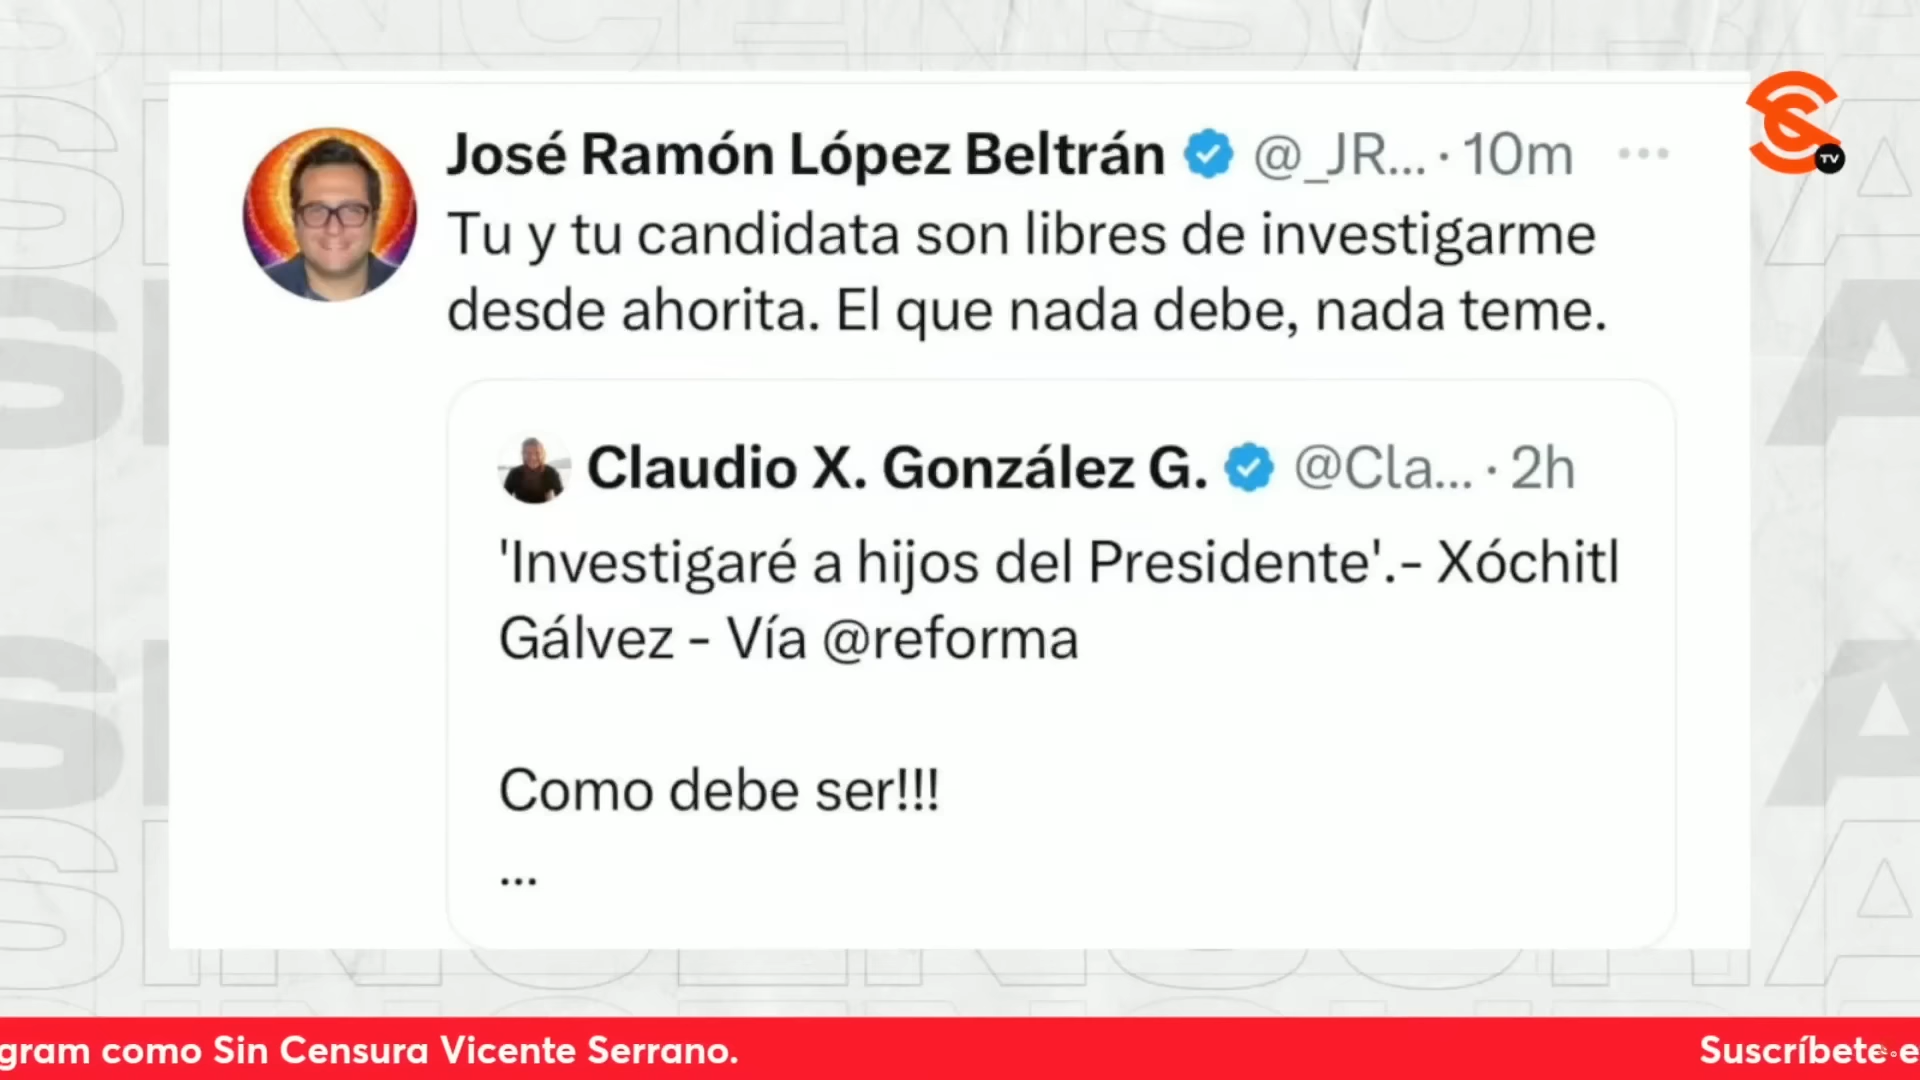 José Ramón López Beltrán @_JR... · 10m ...
Tu y tu candidata son libres de investigarme
desde ahorita. El que nada debe, nada teme.
Claudio X. González G. @Cla... · 2h
'Investigaré a hijos del Presidente'.- Xóchitl
Gálvez - Vía @reforma
Como debe ser!!!
...
TV
gram como Sin Censura Vicente Serrano.
Suscríbete e